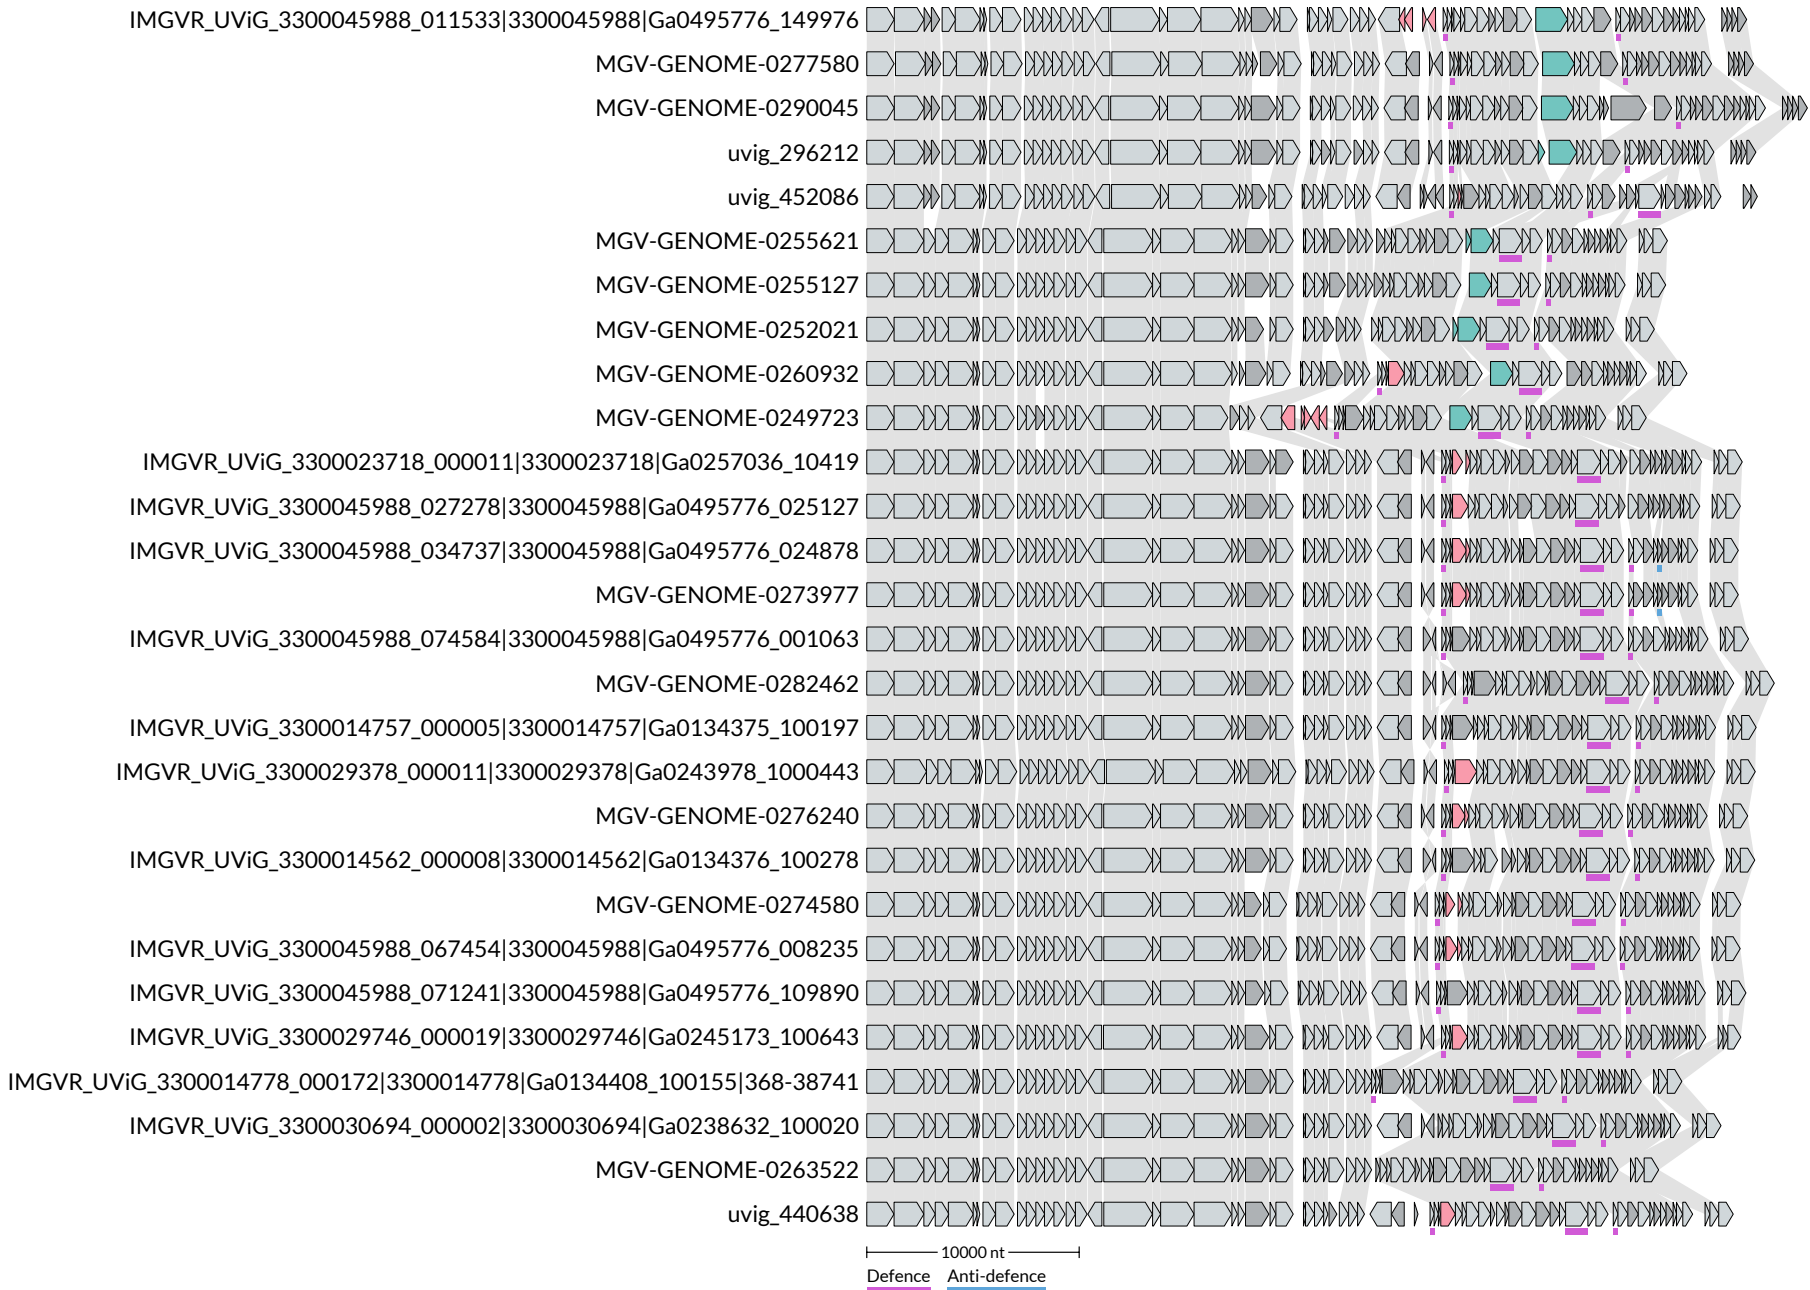 IMGVR_UViG_3300045988_011533|3300045988|Ga0495776_149976
MGV-GENOME-0277580
MGV-GENOME-0290045
uvig_296212
uvig_452086
MGV-GENOME-0255621
MGV-GENOME-0255127
MGV-GENOME-0252021
MGV-GENOME-0260932
MGV-GENOME-0249723
IMGVR_UViG_3300023718_000011|3300023718|Ga0257036_10419
IMGVR_UViG_3300045988_027278|3300045988|Ga0495776_025127
IMGVR_UViG_3300045988_034737|3300045988|Ga0495776_024878
MGV-GENOME-0273977
IMGVR_UViG_3300045988_074584|3300045988|Ga0495776_001063
MGV-GENOME-0282462
IMGVR_UViG_3300014757_000005|3300014757|Ga0134375_100197
IMGVR_UViG_3300029378_000011|3300029378|Ga0243978_1000443
MGV-GENOME-0276240
IMGVR_UViG_3300014562_000008|3300014562|Ga0134376_100278
MGV-GENOME-0274580
IMGVR_UViG_3300045988_067454|3300045988|Ga0495776_008235
IMGVR_UViG_3300045988_071241|3300045988|Ga0495776_109890
IMGVR_UViG_3300029746_000019|3300029746|Ga0245173_100643
IMGVR_UViG_3300014778_000172|3300014778|Ga0134408_100155|368-38741
IMGVR_UViG_3300030694_000002|3300030694|Ga0238632_100020
MGV-GENOME-0263522
uvig_440638
10000 nt
Defence Anti-defence